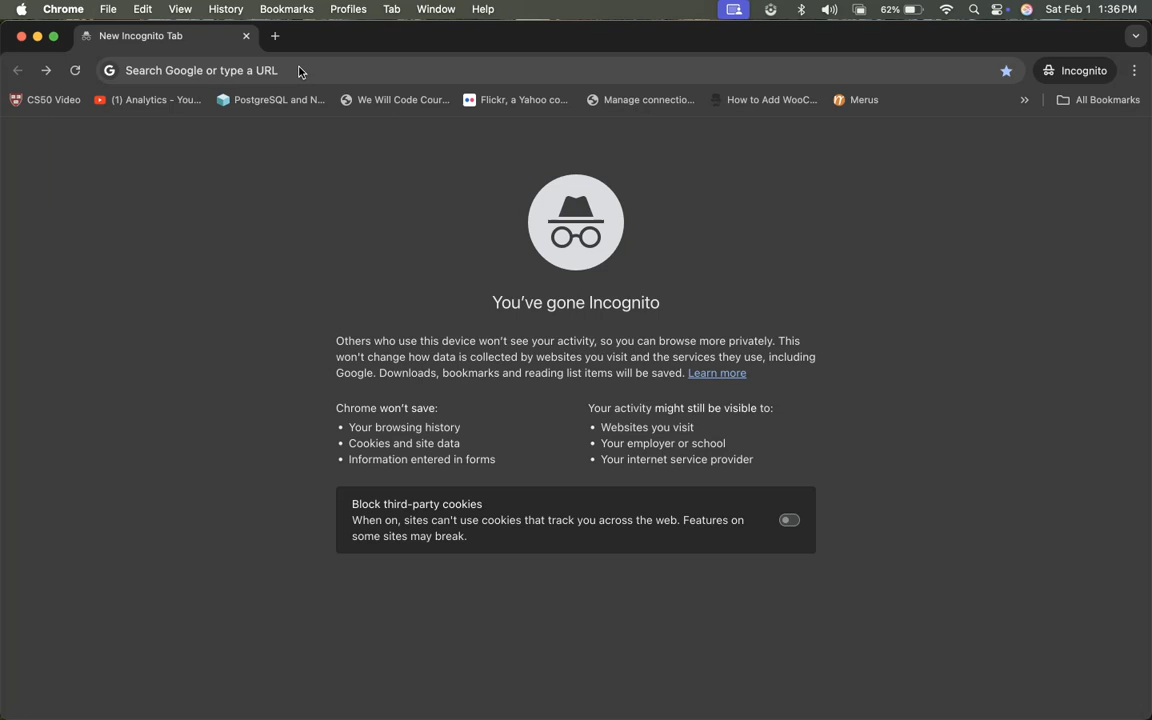 Chrome File Edit View History Bookmarks Profiles Tab Window Help 62% Sat Feb 1 1:36 PM
New Incognito Tab
Search Google or type a URL Incognito
CS50 Video (1) Analytics - You... PostgreSQL and N... We Will Code Cour... Flickr, a Yahoo co... Manage connectio... How to Add WooC... Merus » All Bookmarks
You've gone Incognito
Others who use this device won't see your activity, so you can browse more privately. This
won't change how data is collected by websites you visit and the services they use, including
Google. Downloads, bookmarks and reading list items will be saved. Learn more
Chrome won't save:
• Your browsing history
• Cookies and site data
• Information entered in forms
Your activity might still be visible to:
• Websites you visit
• Your employer or school
• Your internet service provider
Block third-party cookies
When on, sites can't use cookies that track you across the web. Features on
some sites may break.